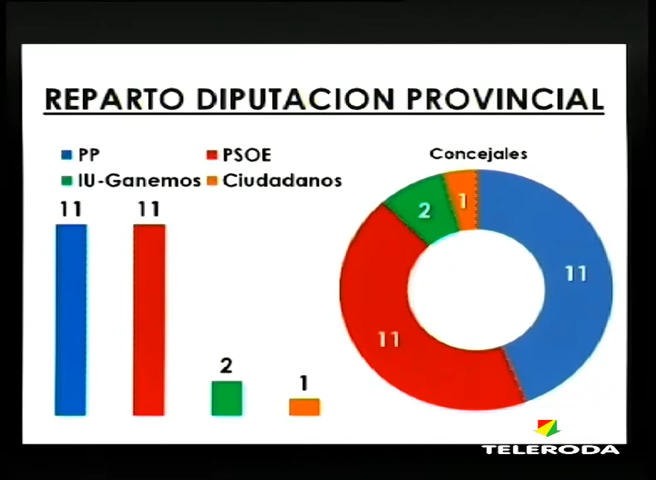 REPARTO DIPUTACION PROVINCIAL
PP PSOE
IU-Ganemos Ciudadanos
11 11
2
1
Concejales
1
2
11
11
TELERODA